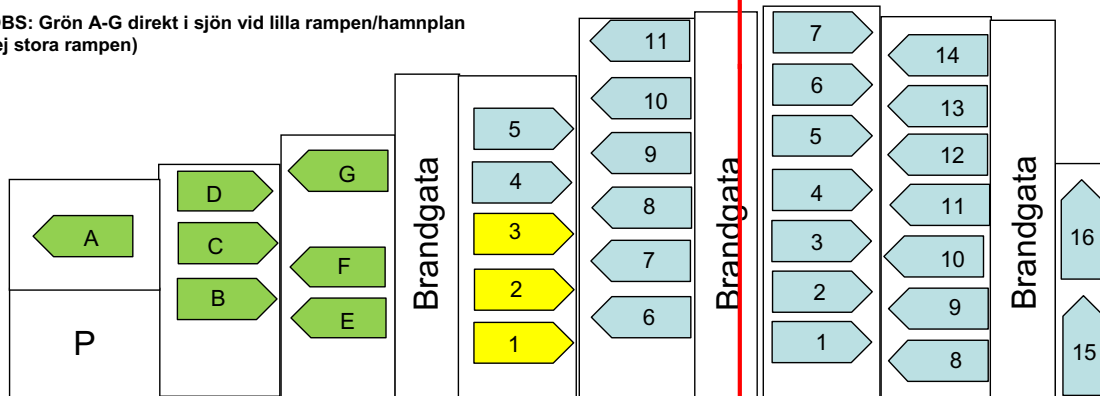 OBS: Grön A-G direkt i sjön vid lilla rampen/hamnplan
ej stora rampen)
A
P
D
C
B
G
F
E
Brandgata
5
4
3
2
1
11
10
9
8
7
6
Brandgata
7
6
5
4
3
2
1
14
13
12
11
10
9
8
Brandgata
16
15